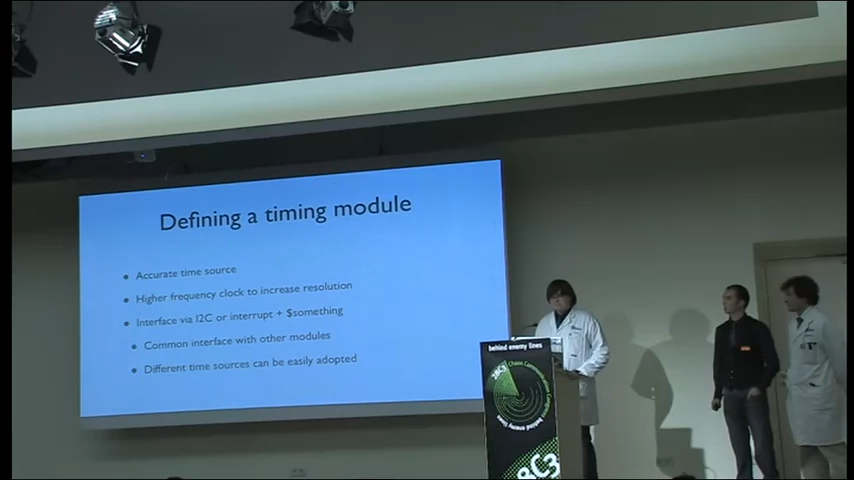 Defining a timing module
• Accurate time source
• Higher frequency clock to increase resolution
• Interface via I2C or interrupt + $something
• Common interface with other modules
• Different time sources can be easily adopted
behind enemy lines